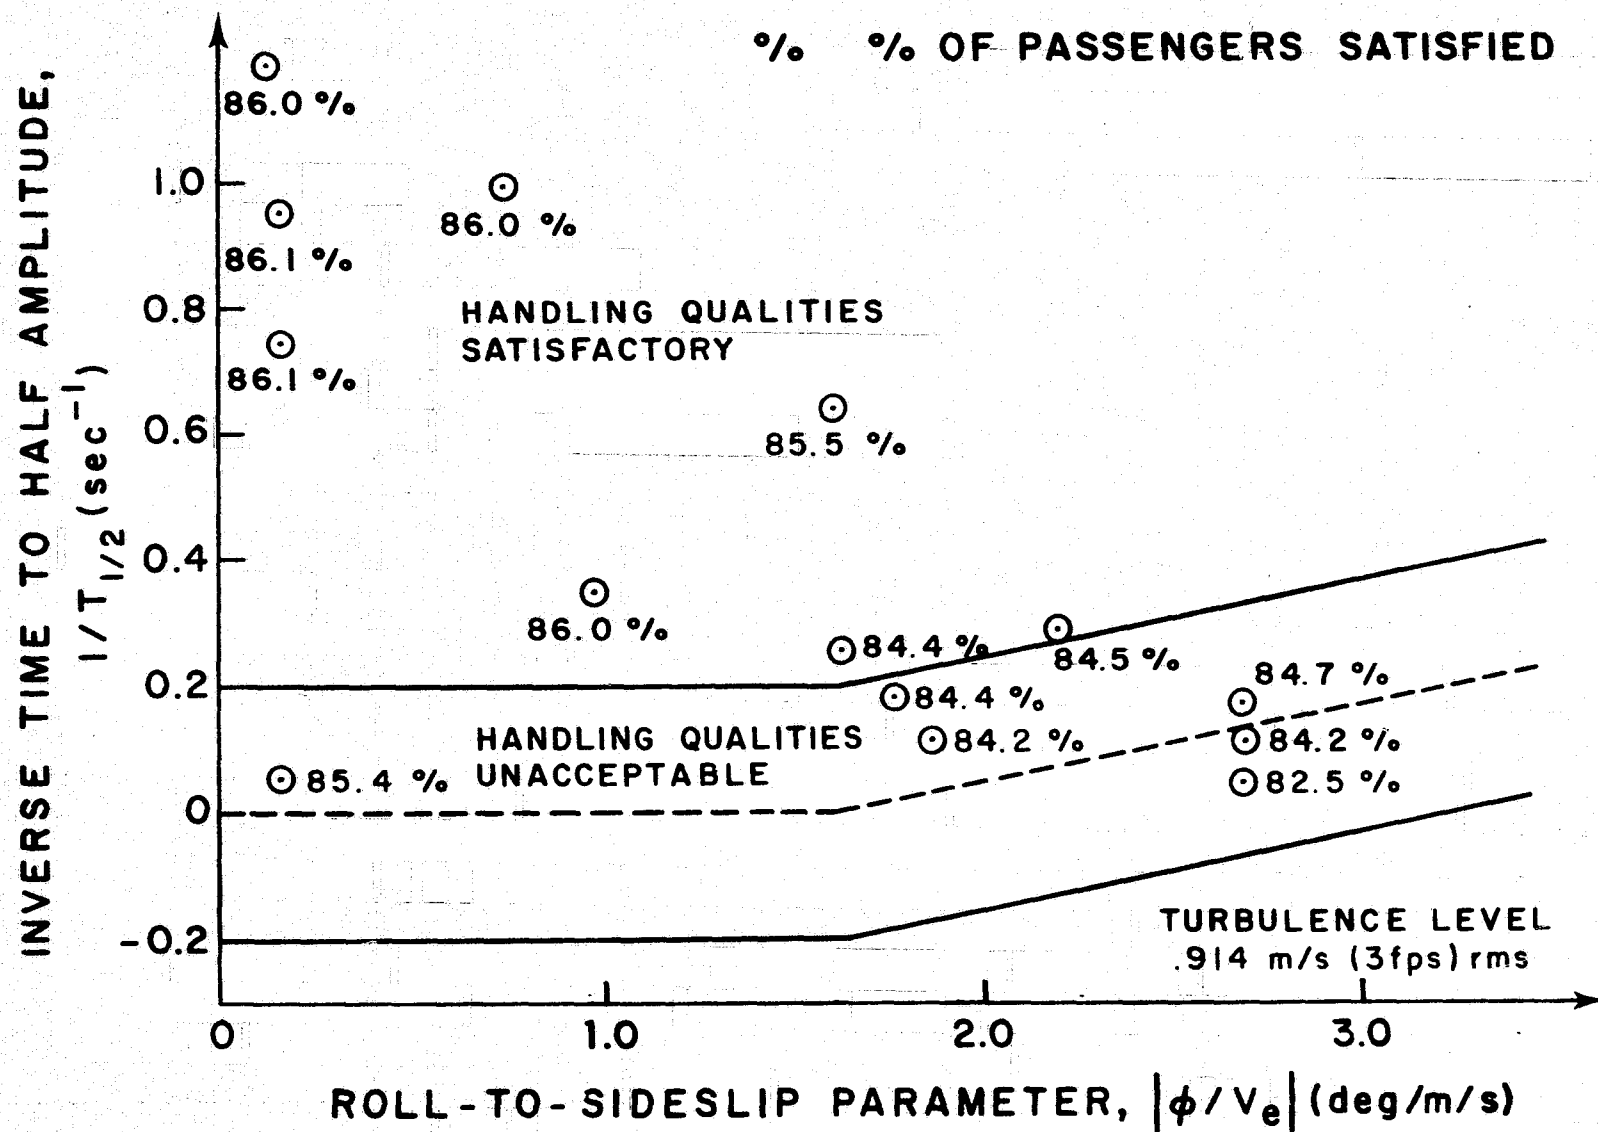 % % OF PASSENGERS SATISFIED
INVERSE TIME TO HALF AMPLITUDE,
1/T1/2 (sec⁻¹)
86.0 %
1.0
86.0 %
86.1 %
0.8
HANDLING QUALITIES
SATISFACTORY
86.1 %
0.6
85.5 %
0.4
86.0 %
84.4 %
84.5 %
84.7 %
0.2
84.4 %
HANDLING QUALITIES
UNACCEPTABLE
84.2 %
84.2 %
85.4 %
82.5 %
0
-0.2
TURBULENCE LEVEL
.914 m/s (3fps) rms
0 1.0 2.0 3.0
ROLL-TO-SIDESLIP PARAMETER, |ϕ/Ve| (deg/m/s)